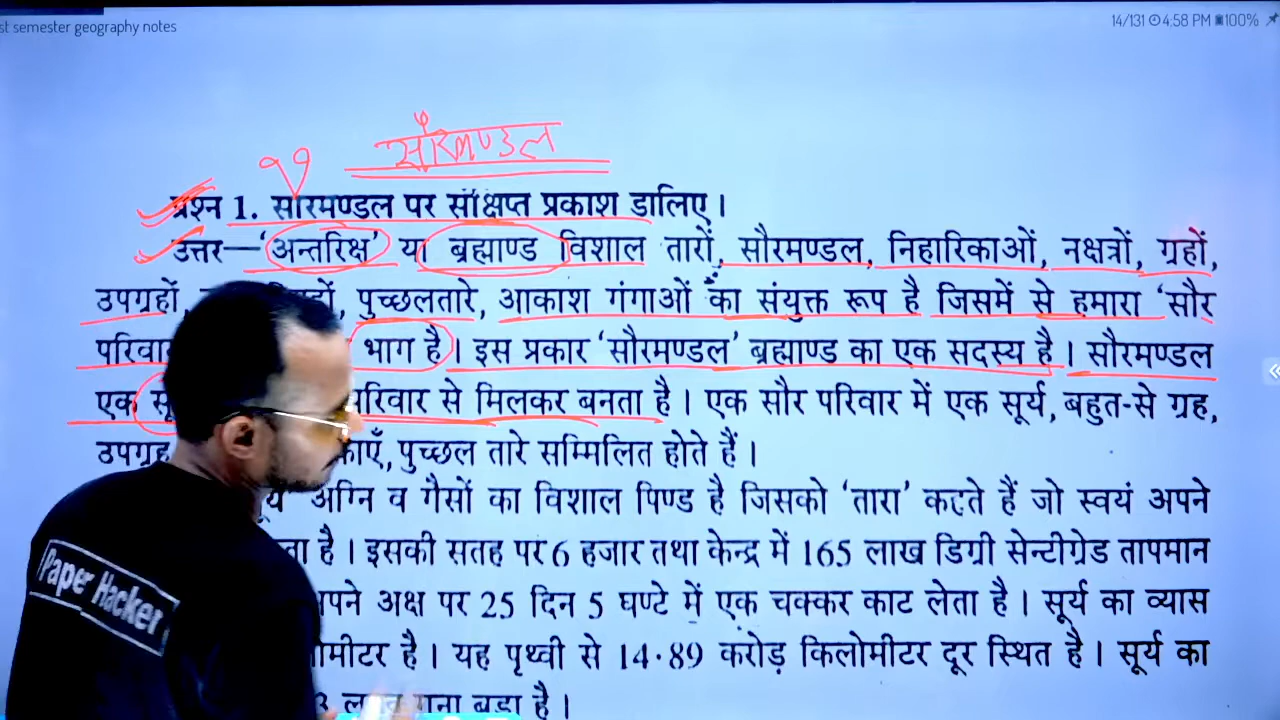 st semester geography notes
14/131 4:58 PM 100%
सौरमण्डल
प्रश्न 1. सौरमण्डल पर संक्षिप्त प्रकाश डालिए।
उत्तर—‘अन्तरिक्ष’ या ब्रह्माण्ड विशाल तारों, सौरमण्डल, निहारिकाओं, नक्षत्रों, ग्रहों,
उपग्रहों, पुच्छलतारे, आकाश गंगाओं का संयुक्त रूप है जिसमें से हमारा ‘सौर
परिवार भाग है। इस प्रकार ‘सौरमण्डल’ ब्रह्माण्ड का एक सदस्य है। सौरमण्डल
एक परिवार से मिलकर बनता है। एक सौर परिवार में एक सूर्य, बहुत-से ग्रह,
उपग्रह पुच्छल तारे सम्मिलित होते हैं।
अग्नि व गैसों का विशाल पिण्ड है जिसको ‘तारा’ कहते हैं जो स्वयं अपने
है। इसकी सतह पर 6 हजार तथा केन्द्र में 165 लाख डिग्री सेन्टीग्रेड तापमान
अक्ष पर 25 दिन 5 घण्टे में एक चक्कर काट लेता है। सूर्य का व्यास
है। यह पृथ्वी से 14·89 करोड़ किलोमीटर दूर स्थित है। सूर्य का
गुना बड़ा है।
Paper Hacker